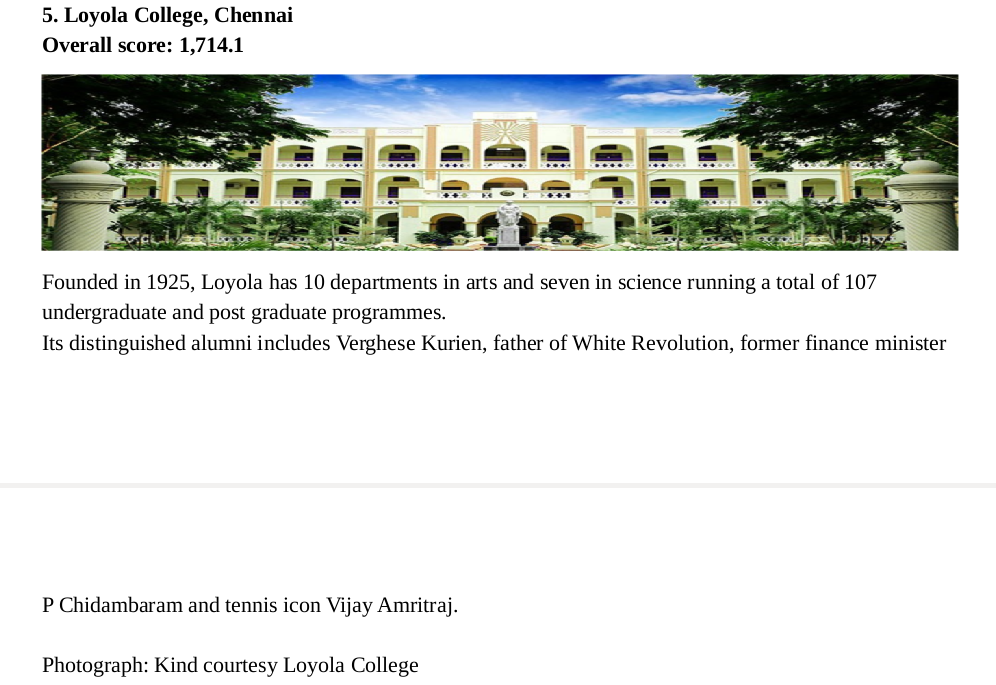 5. Loyola College, Chennai
Overall score: 1,714.1
Founded in 1925, Loyola has 10 departments in arts and seven in science running a total of 107
undergraduate and post graduate programmes.
Its distinguished alumni includes Verghese Kurien, father of White Revolution, former finance minister
P Chidambaram and tennis icon Vijay Amritraj.
Photograph: Kind courtesy Loyola College